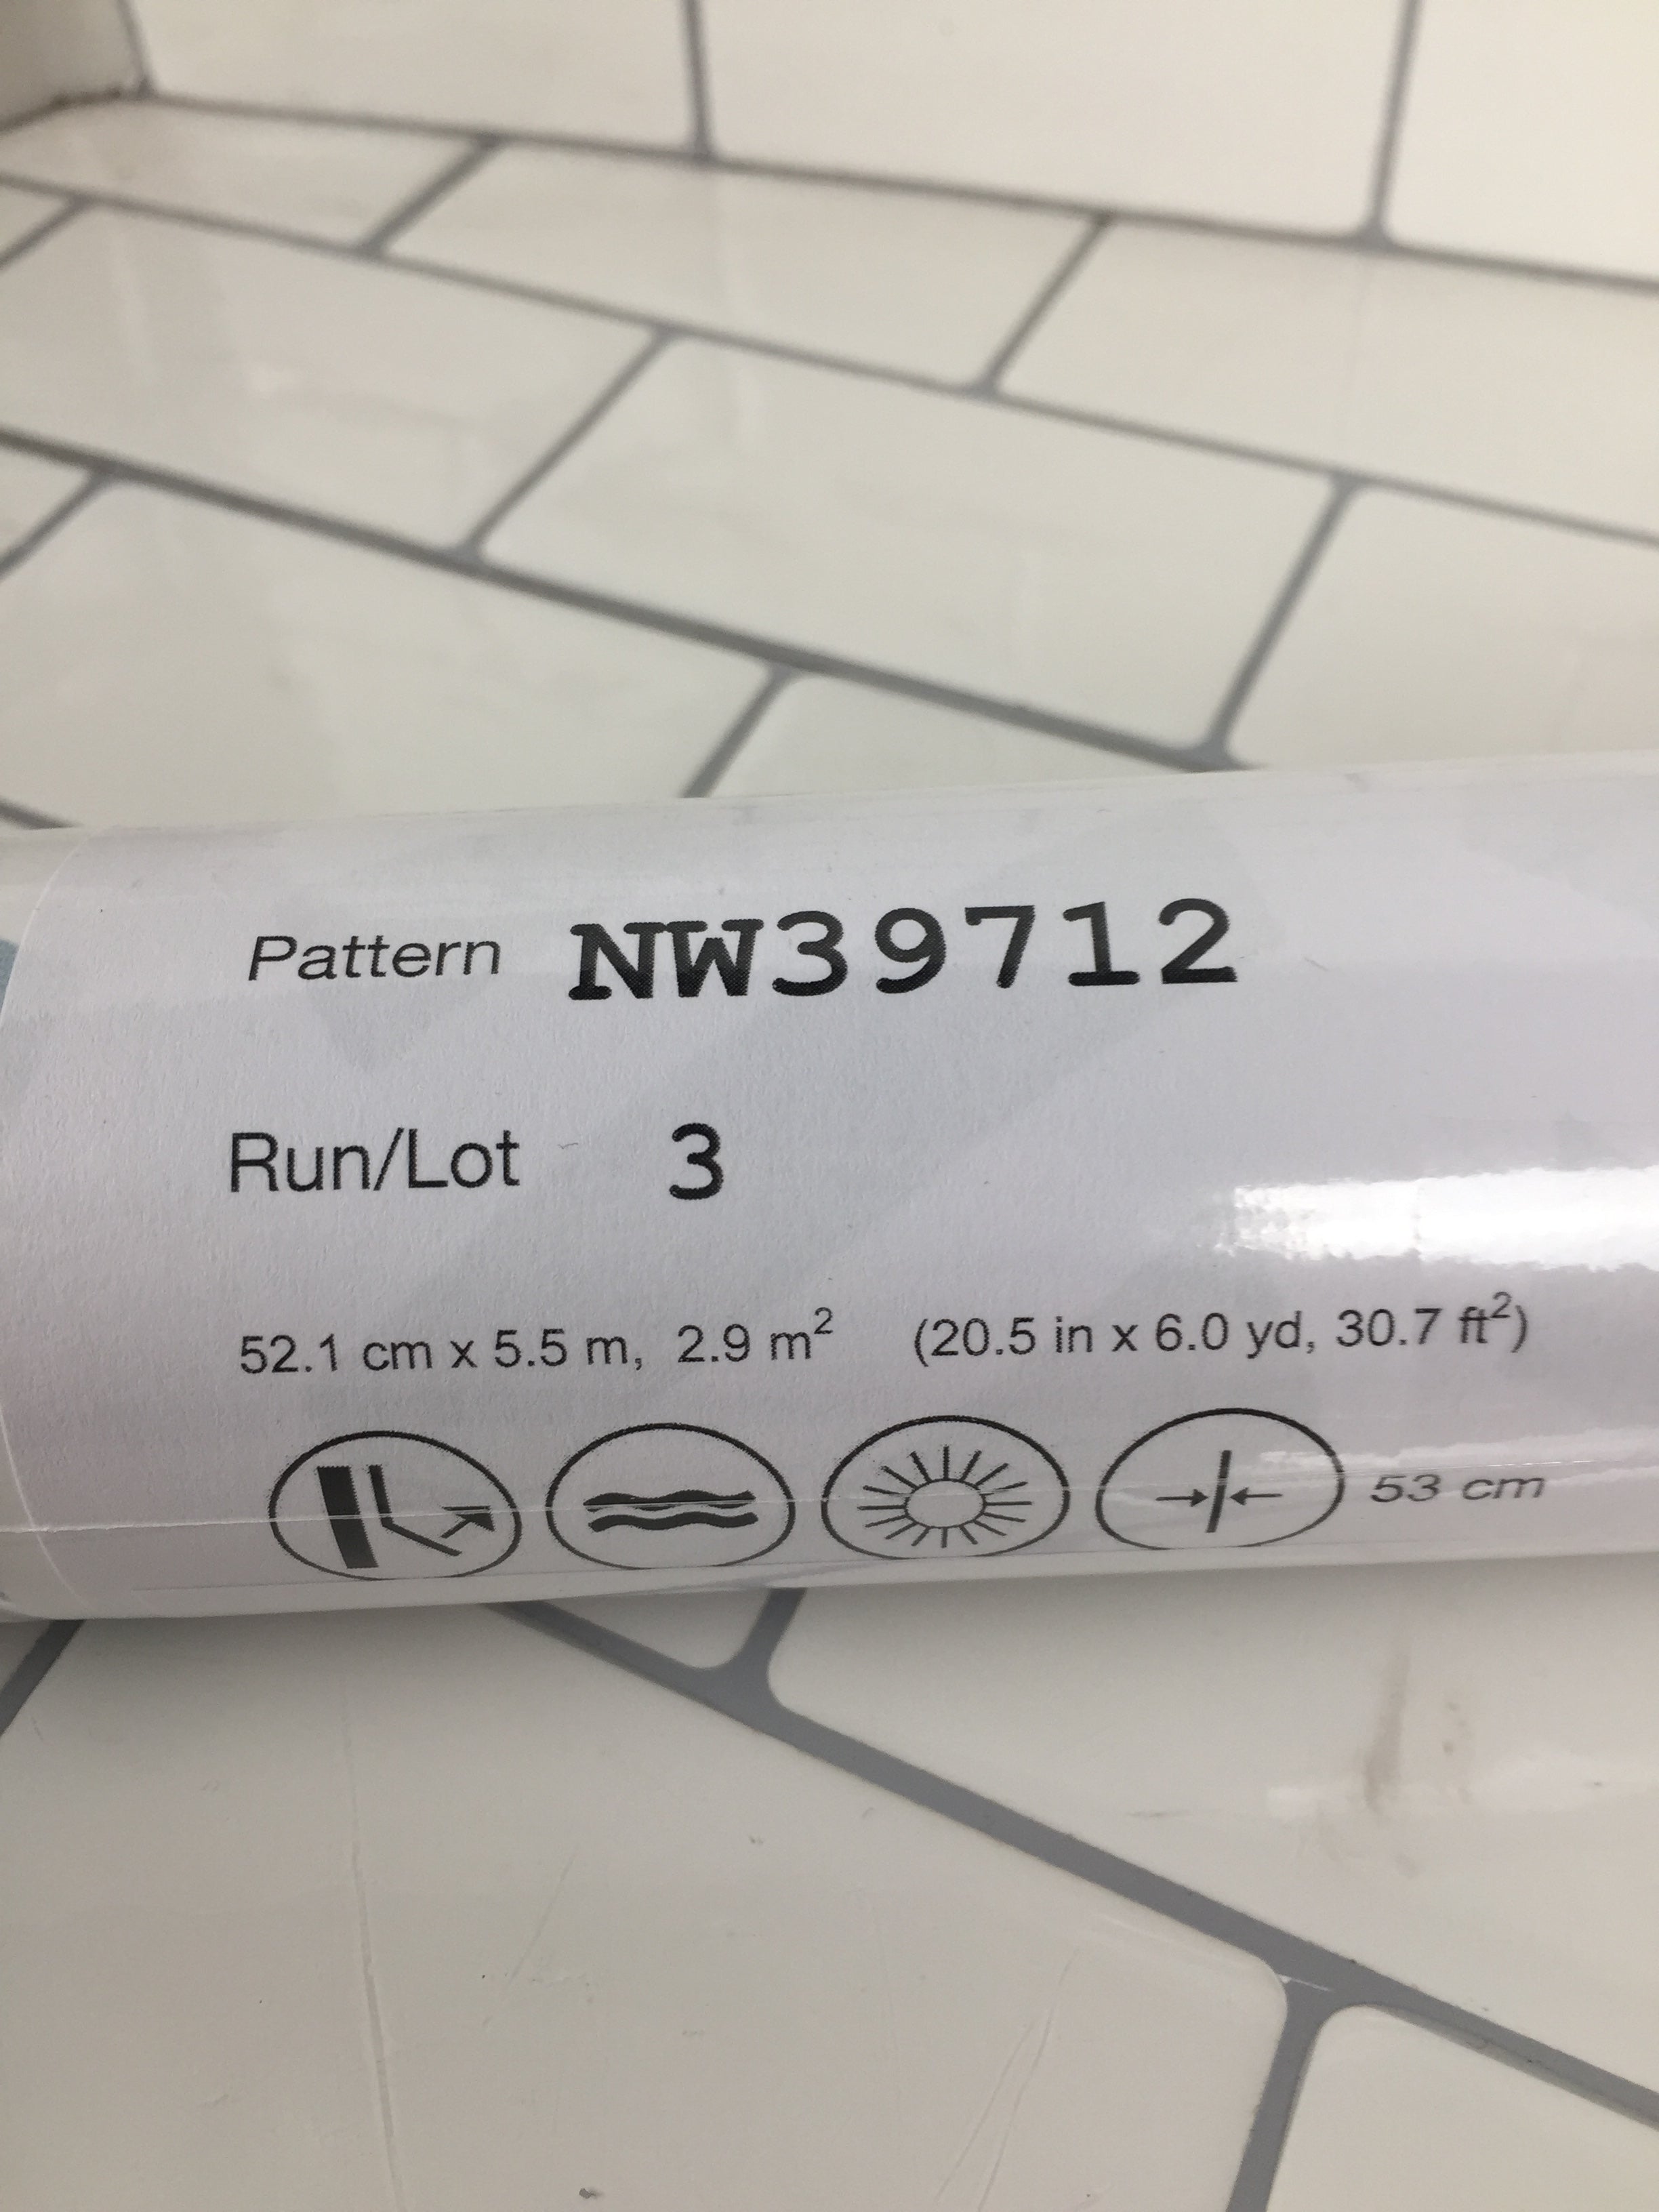 Pattern NW39712
Run/Lot 3
52.1 cm x 5.5 m, 2.9 m² (20.5 in x 6.0 yd, 30.7 ft²)
53 cm